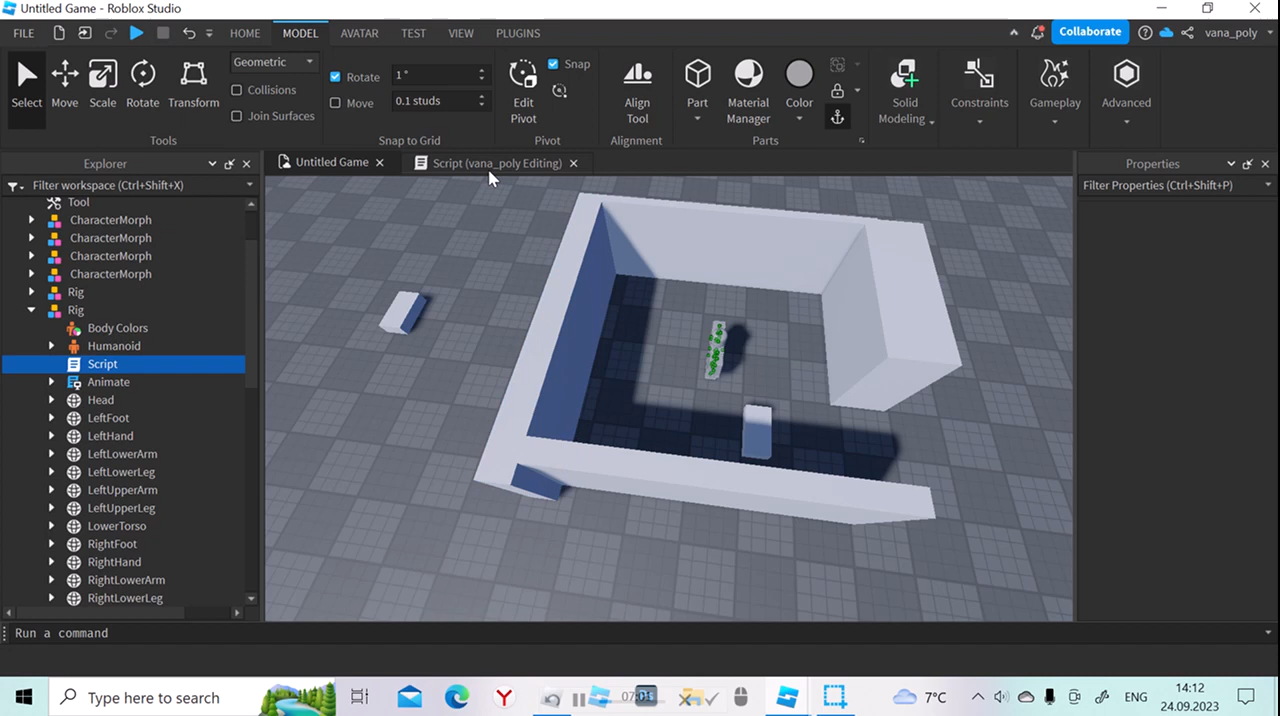 Untitled Game - Roblox Studio
FILE HOME MODEL AVATAR TEST VIEW PLUGINS Collaborate vana_poly
Select Move Scale Rotate Transform
Geometric
Collisions
Join Surfaces
Tools
Rotate 1°
Move 0.1 studs
Snap to Grid
Edit Pivot
Snap
Pivot
Align Tool
Alignment
Part
Material Manager
Color
Parts
Solid Modeling
Constraints
Gameplay
Advanced
Explorer
Untitled Game
Script (vana_poly Editing)
Properties
Filter workspace (Ctrl+Shift+X)
Filter Properties (Ctrl+Shift+P)
Tool
CharacterMorph
CharacterMorph
CharacterMorph
CharacterMorph
Rig
Rig
Body Colors
Humanoid
Script
Animate
Head
LeftFoot
LeftHand
LeftLowerArm
LeftLowerLeg
LeftUpperArm
LeftUpperLeg
LowerTorso
RightFoot
RightHand
RightLowerArm
RightLowerLeg
Run a command
Type here to search
7°C
ENG
14:12
24.09.2023